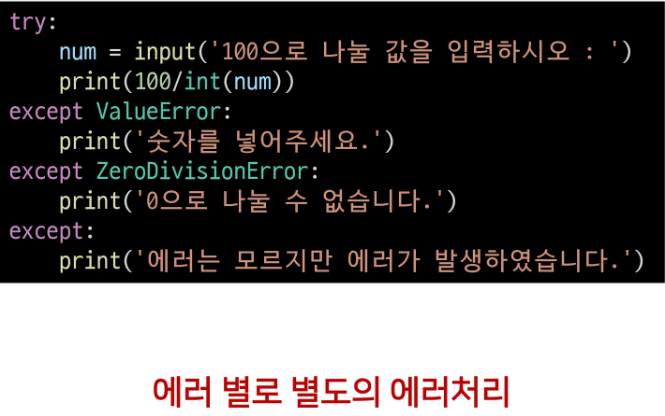 try:
    num = input('100으로 나눌 값을 입력하시오 : ')
    print(100/int(num))
except ValueError:
    print('숫자를 넣어주세요.')
except ZeroDivisionError:
    print('0으로 나눌 수 없습니다.')
except:
    print('에러는 모르지만 에러가 발생하였습니다.')
에러 별로 별도의 에러처리